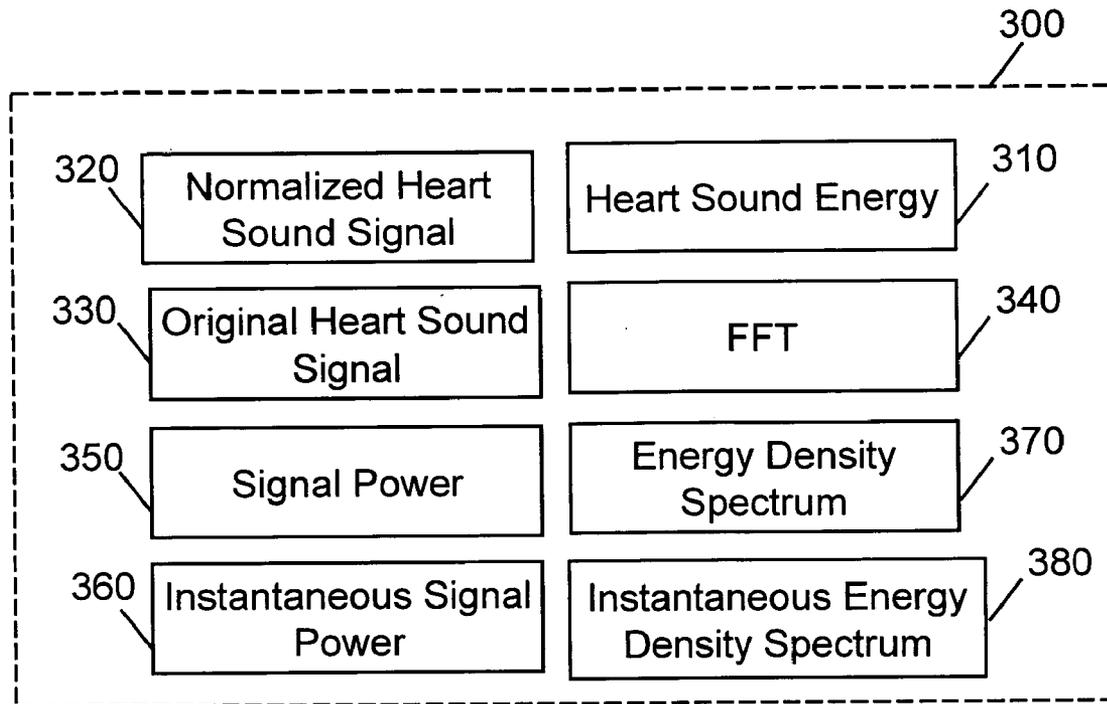 300
320
Normalized Heart
Sound Signal
Heart Sound Energy
310
330
Original Heart Sound
Signal
FFT
340
350
Signal Power
Energy Density
Spectrum
370
360
Instantaneous Signal
Power
Instantaneous Energy
Density Spectrum
380